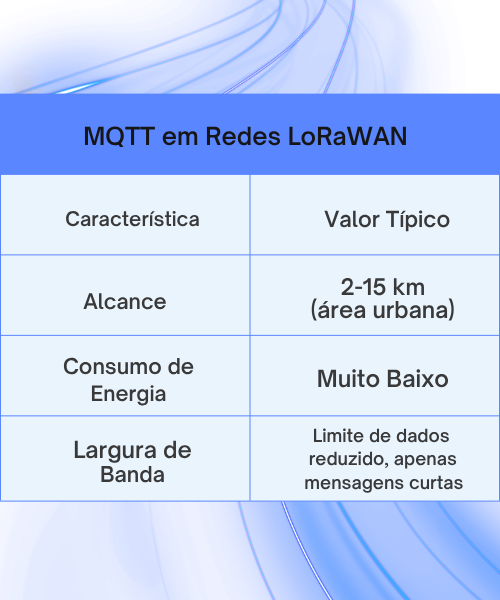 MQTT em Redes LoRaWAN
Característica
Valor Típico
Alcance
2-15 km
(área urbana)
Consumo de
Energia
Muito Baixo
Largura de
Banda
Limite de dados
reduzido, apenas
mensagens curtas